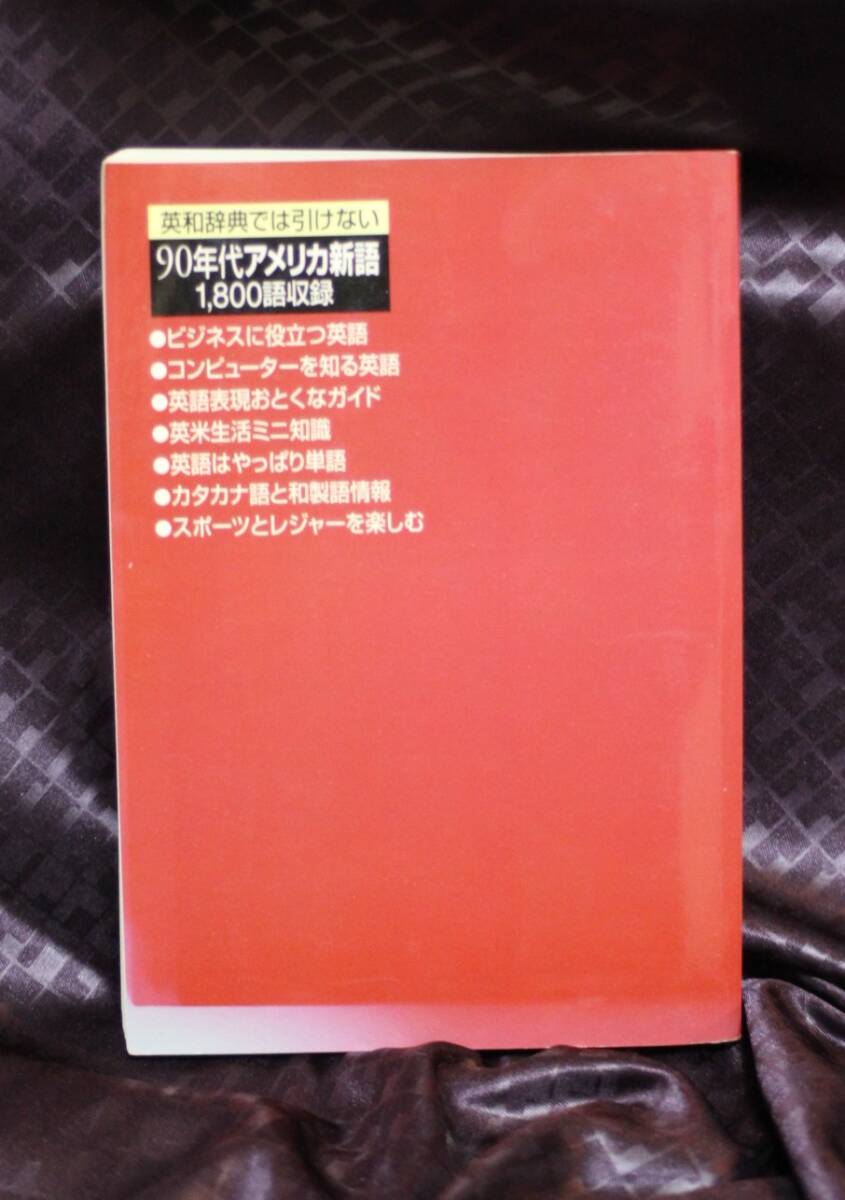 英和辞典では引けない
90年代アメリカ新語
1,800語収録
●ビジネスに役立つ英語
●コンピューターを知る英語
●英語表現おとくなガイド
●英米生活ミニ知識
●英語はやっぱり単語
●カタカナ語と和製語情報
●スポーツとレジャーを楽しむ